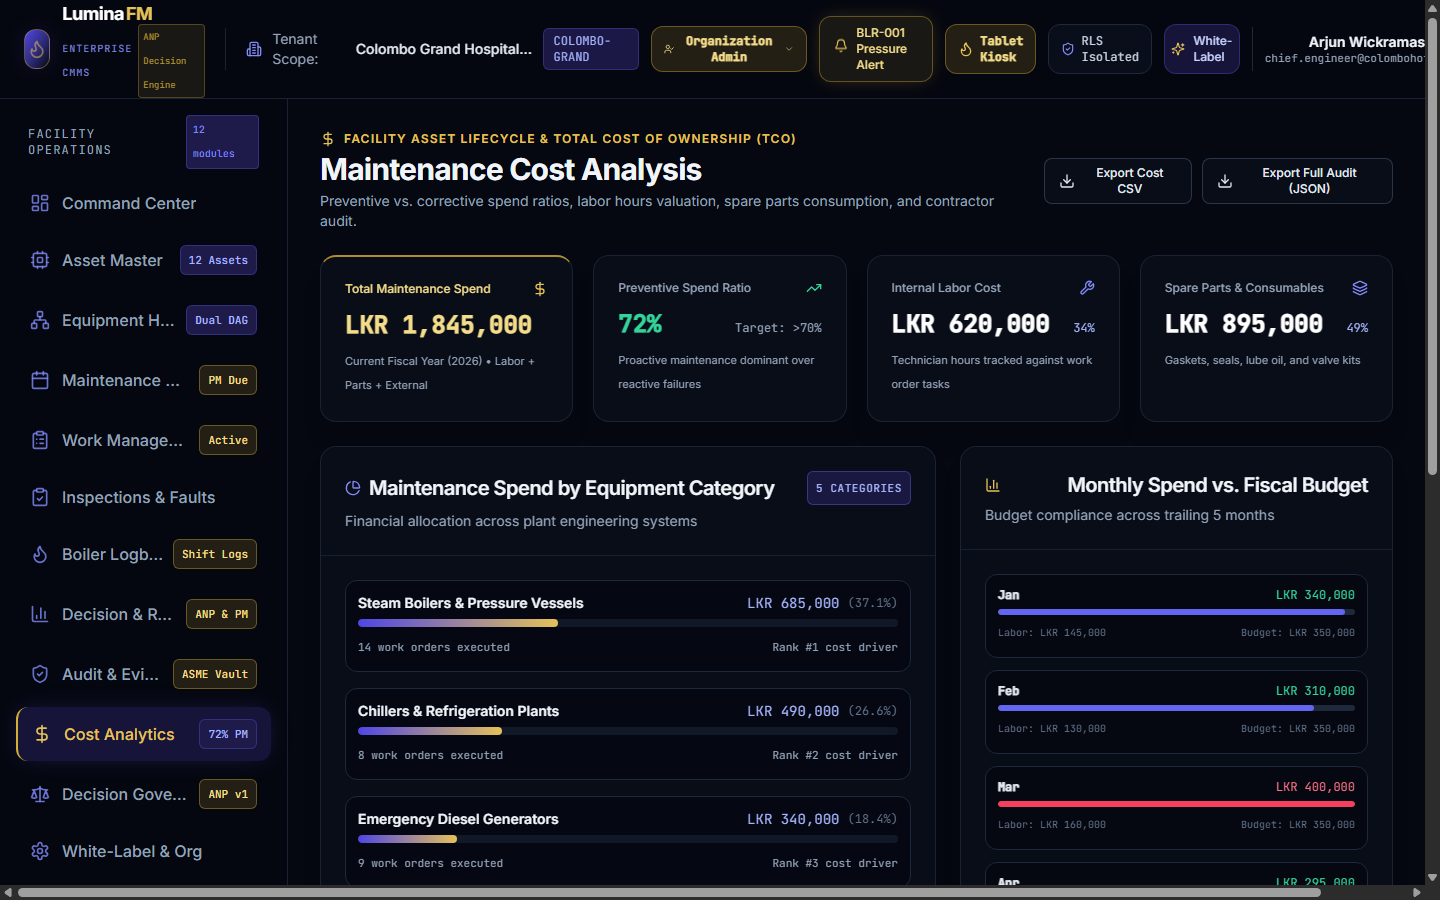 LuminaFM
ENTERPRISE
CMMS
ANP
Decision
Engine
Tenant
Scope:
Colombo Grand Hospital...
COLOMBO-
GRAND
Organization
Admin
BLR-001
Pressure
Alert
Tablet
Kiosk
RLS
Isolated
White-
Label
Arjun Wickramas
chief.engineer@colomboho
FACILITY
OPERATIONS
12
modules
Command Center
Asset Master
12 Assets
Equipment H...
Dual DAG
Maintenance ...
PM Due
Work Manage...
Active
Inspections & Faults
Boiler Logb...
Shift Logs
Decision & R...
ANP & PM
Audit & Evi...
ASME Vault
Cost Analytics
72% PM
Decision Gove...
ANP v1
White-Label & Org
FACILITY ASSET LIFECYCLE & TOTAL COST OF OWNERSHIP (TCO)
Maintenance Cost Analysis
Preventive vs. corrective spend ratios, labor hours valuation, spare parts consumption, and contractor
audit.
Export Cost
CSV
Export Full Audit
(JSON)
Total Maintenance Spend
LKR 1,845,000
Current Fiscal Year (2026) • Labor +
Parts + External
Preventive Spend Ratio
72%
Target: >70%
Proactive maintenance dominant over
reactive failures
Internal Labor Cost
LKR 620,000
34%
Technician hours tracked against work
order tasks
Spare Parts & Consumables
LKR 895,000
49%
Gaskets, seals, lube oil, and valve kits
Maintenance Spend by Equipment Category
5 CATEGORIES
Financial allocation across plant engineering systems
Steam Boilers & Pressure Vessels
LKR 685,000 (37.1%)
14 work orders executed
Rank #1 cost driver
Chillers & Refrigeration Plants
LKR 490,000 (26.6%)
8 work orders executed
Rank #2 cost driver
Emergency Diesel Generators
LKR 340,000 (18.4%)
9 work orders executed
Rank #3 cost driver
Monthly Spend vs. Fiscal Budget
Budget compliance across trailing 5 months
Jan
LKR 340,000
Labor: LKR 145,000
Budget: LKR 350,000
Feb
LKR 310,000
Labor: LKR 130,000
Budget: LKR 350,000
Mar
LKR 400,000
Labor: LKR 160,000
Budget: LKR 350,000
Apr
LKR 295,000